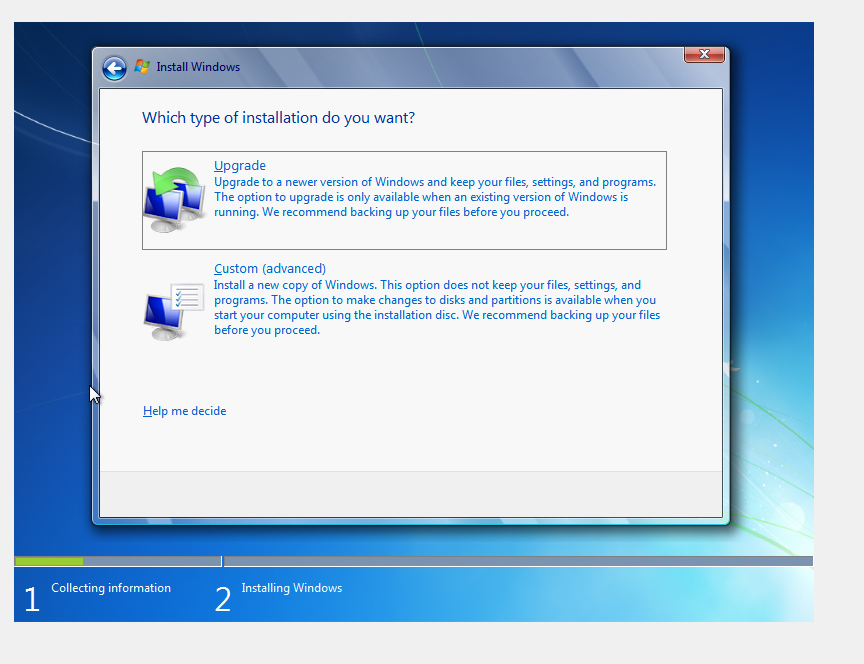 Install Windows
Which type of installation do you want?
Upgrade
Upgrade to a newer version of Windows and keep your files, settings, and programs.
The option to upgrade is only available when an existing version of Windows is
running. We recommend backing up your files before you proceed.
Custom (advanced)
Install a new copy of Windows. This option does not keep your files, settings, and
programs. The option to make changes to disks and partitions is available when you
start your computer using the installation disc. We recommend backing up your files
before you proceed.
Help me decide
1 Collecting information
2 Installing Windows